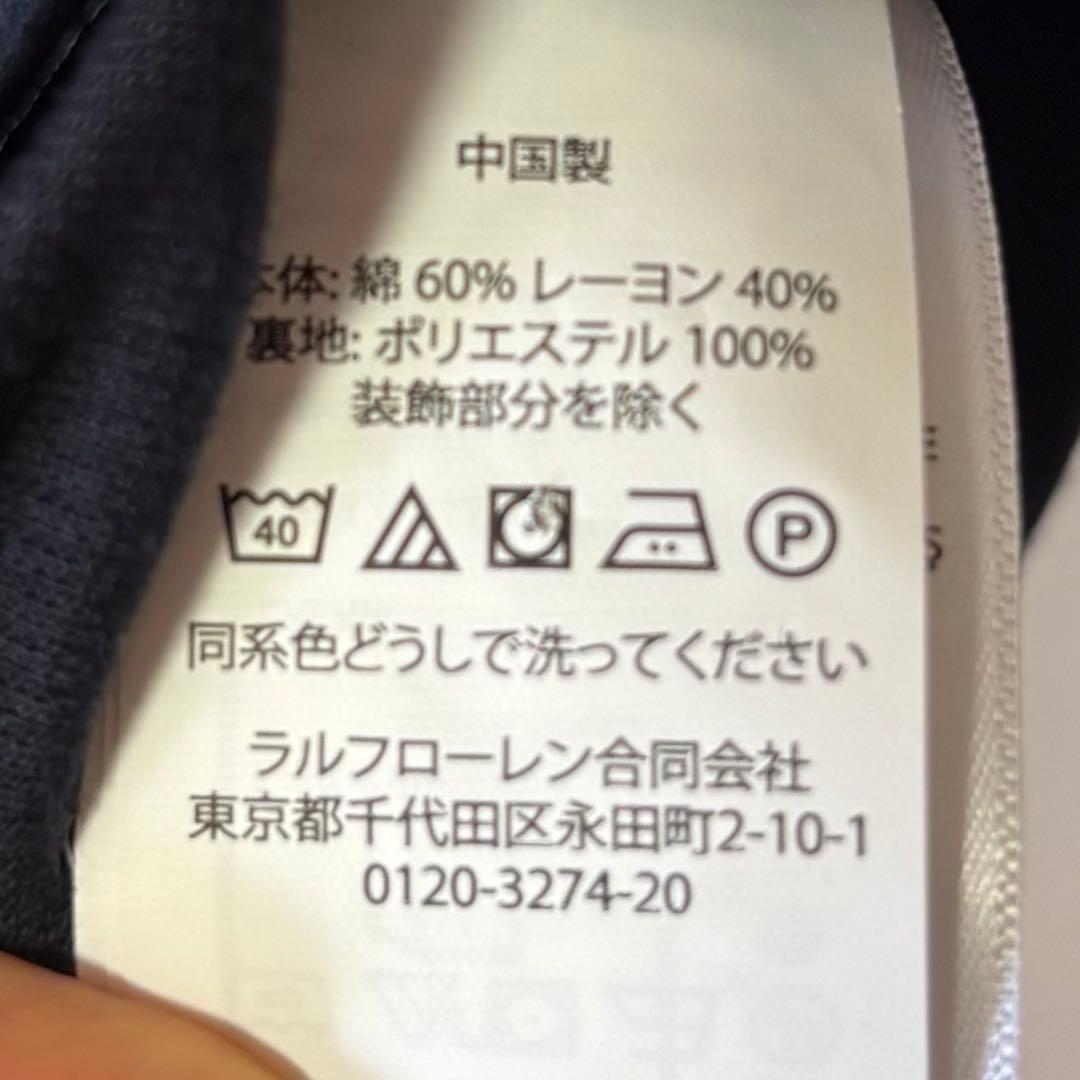 中国製
本体: 綿 60% レーヨン 40%
裏地: ポリエステル 100%
装飾部分を除く
40
P
同系色どうしで洗ってください
ラルフローレン合同会社
東京都千代田区永田町2-10-1
0120-3274-20